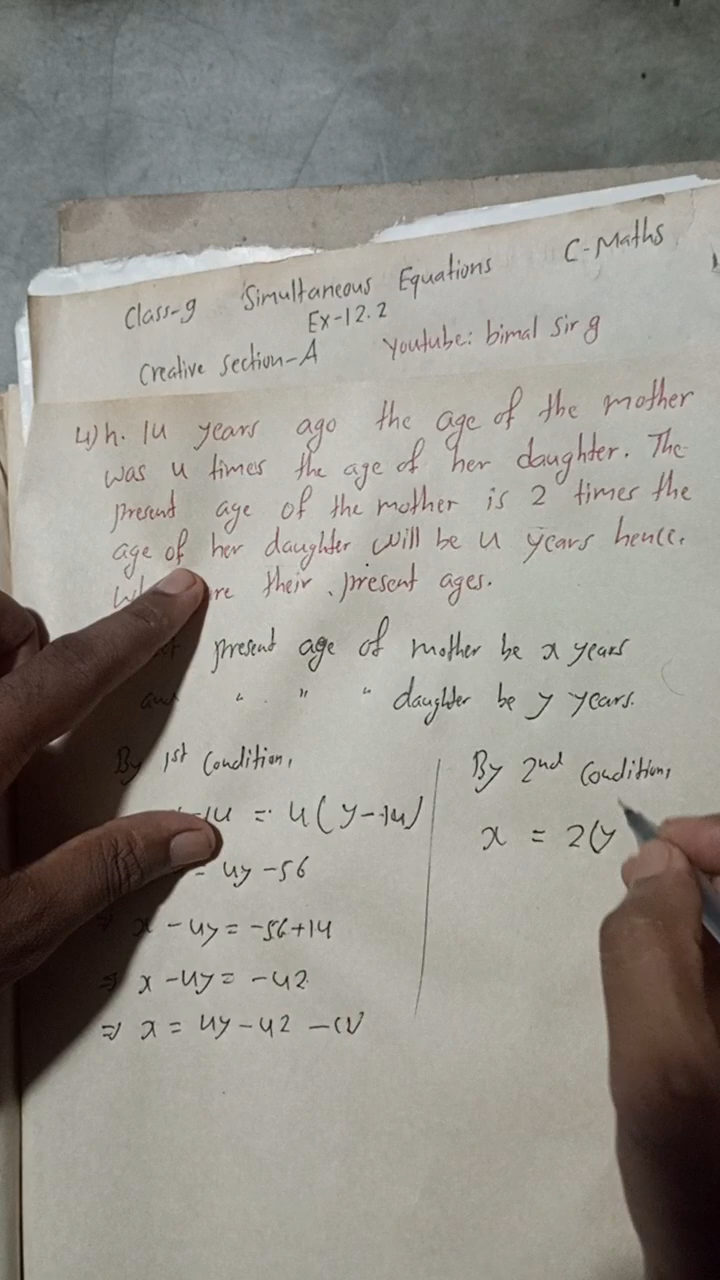 Class-9 Simultaneous Equations C-Maths
Ex-12.2
Creative section-A Youtube: bimal sir 9
4)h. 14 years ago the age of the mother
was 4 times the age of her daughter. The
present age of the mother is 2 times the
age of her daughter will be 4 years hence.
their present ages.
present age of mother be x years
and " " " daughter be y years.
By 1st Condition,
-14 = 4(y-14)
= 4y -56
⇒ x - 4y = -56+14
⇒ x -4y = -42
⇒ x = 4y - 42 -(1)
By 2nd Condition,
x = 2(y